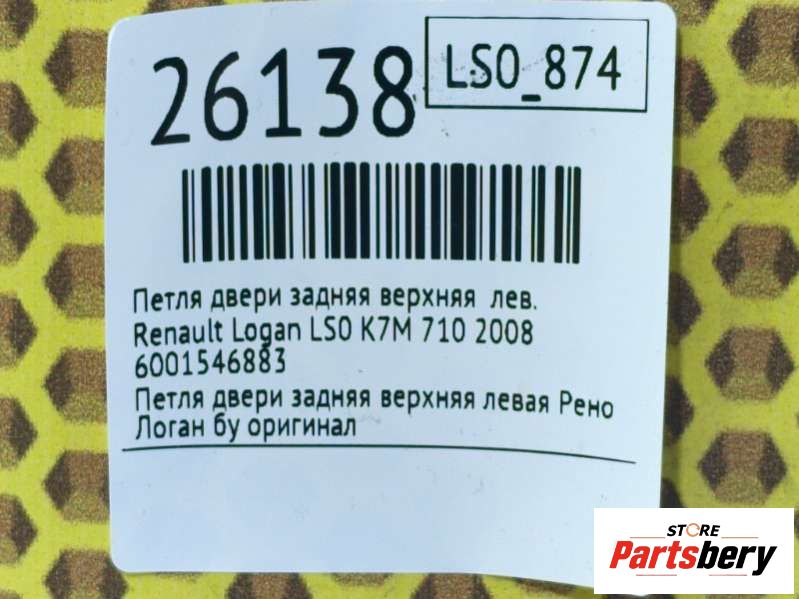 26138
LS0_874
Петля двери задняя верхняя лев.
Renault Logan LS0 K7M 710 2008
6001546883
Петля двери задняя верхняя левая Рено
Логан бу оригинал
STORE
Partsbery